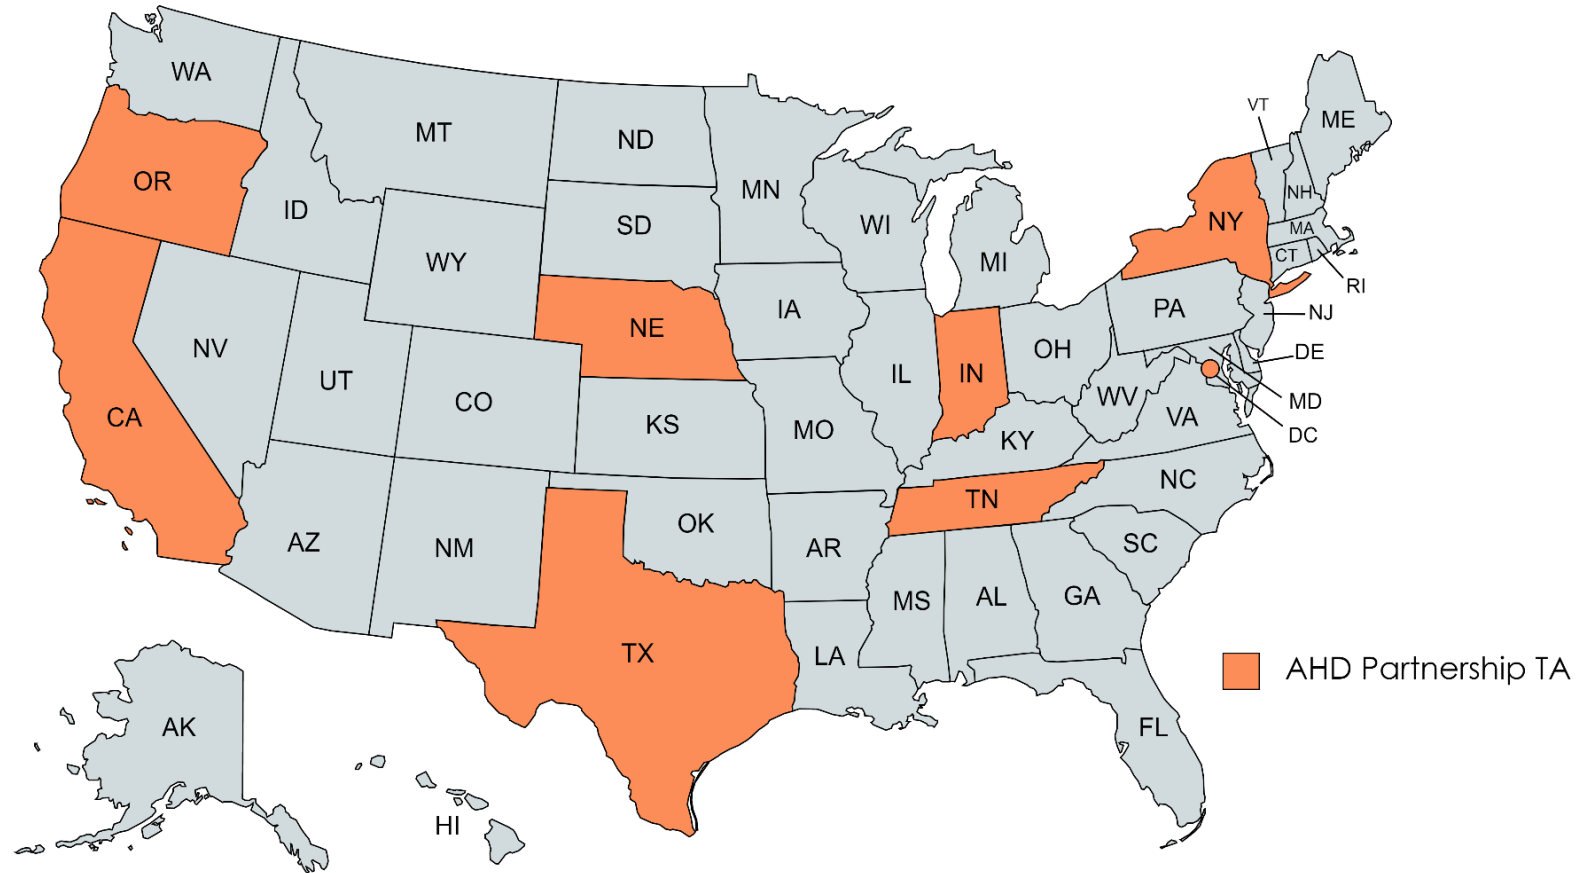 WA
MT
ND
MN
VT
ME
OR
ID
SD
WI
NH
NY
MA
WY
MI
CT
RI
NE
IA
PA
NJ
NV
OH
DE
UT
CO
IL
IN
WV
MD
CA
KS
MO
KY
VA
DC
NC
TN
AZ
NM
OK
AR
SC
MS
AL
GA
TX
LA
AHD Partnership TA
AK
FL
HI